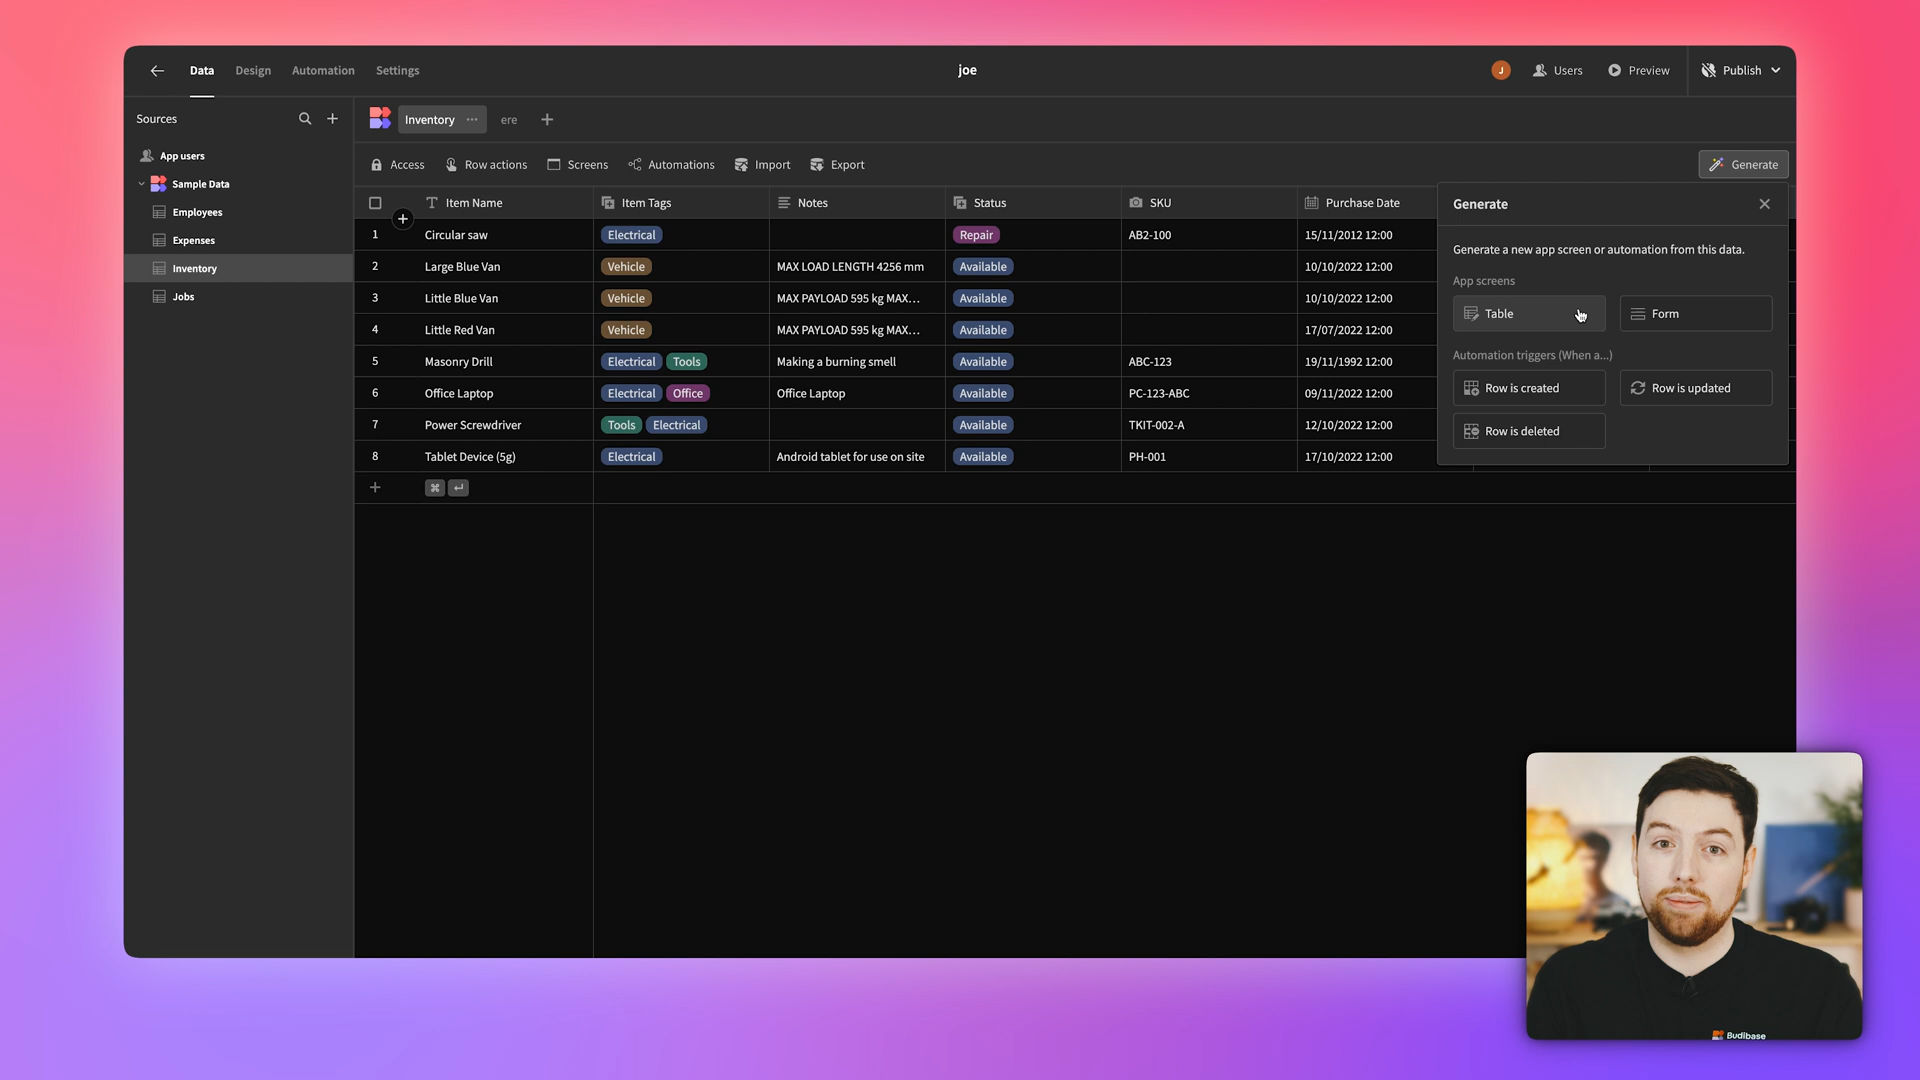 Data Design Automation Settings
joe
J Users Preview Publish
Sources
App users
Sample Data
Employees
Expenses
Inventory
Jobs
Inventory ere
Access Row actions Screens Automations Import Export
Generate
Item Name Item Tags Notes Status SKU Purchase Date
1 Circular saw Electrical Repair AB2-100 15/11/2012 12:00
2 Large Blue Van Vehicle MAX LOAD LENGTH 4256 mm Available 10/10/2022 12:00
3 Little Blue Van Vehicle MAX PAYLOAD 595 kg MAX... Available 10/10/2022 12:00
4 Little Red Van Vehicle MAX PAYLOAD 595 kg MAX... Available 17/07/2022 12:00
5 Masonry Drill Electrical Tools Making a burning smell Available ABC-123 19/11/1992 12:00
6 Office Laptop Electrical Office Office Laptop Available PC-123-ABC 09/11/2022 12:00
7 Power Screwdriver Tools Electrical Available TKIT-002-A 12/10/2022 12:00
8 Tablet Device (5g) Electrical Android tablet for use on site Available PH-001 17/10/2022 12:00
Generate
Generate a new app screen or automation from this data.
App screens
Table Form
Automation triggers (When a...)
Row is created Row is updated
Row is deleted
Budibase